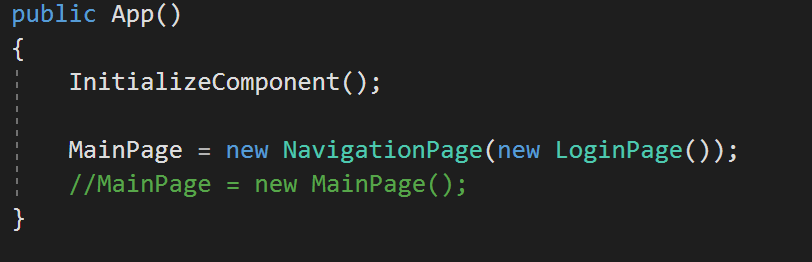 public App()
{
InitializeComponent();
MainPage = new NavigationPage(new LoginPage());
//MainPage = new MainPage();
}